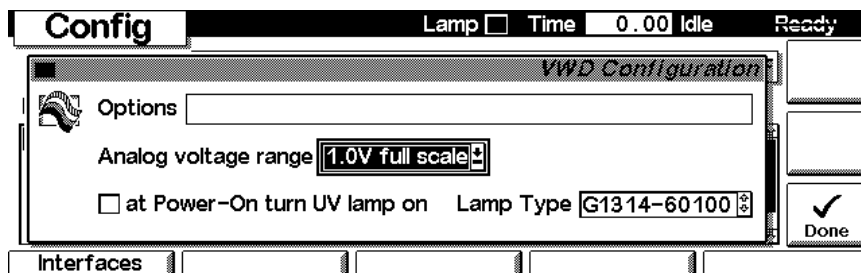 Config Lamp Time 0.00 Idle Ready
VWD Configuration
Options
Analog voltage range 1.0V full scale
at Power-On turn UV lamp on Lamp Type G1314-60100
Done
Interfaces